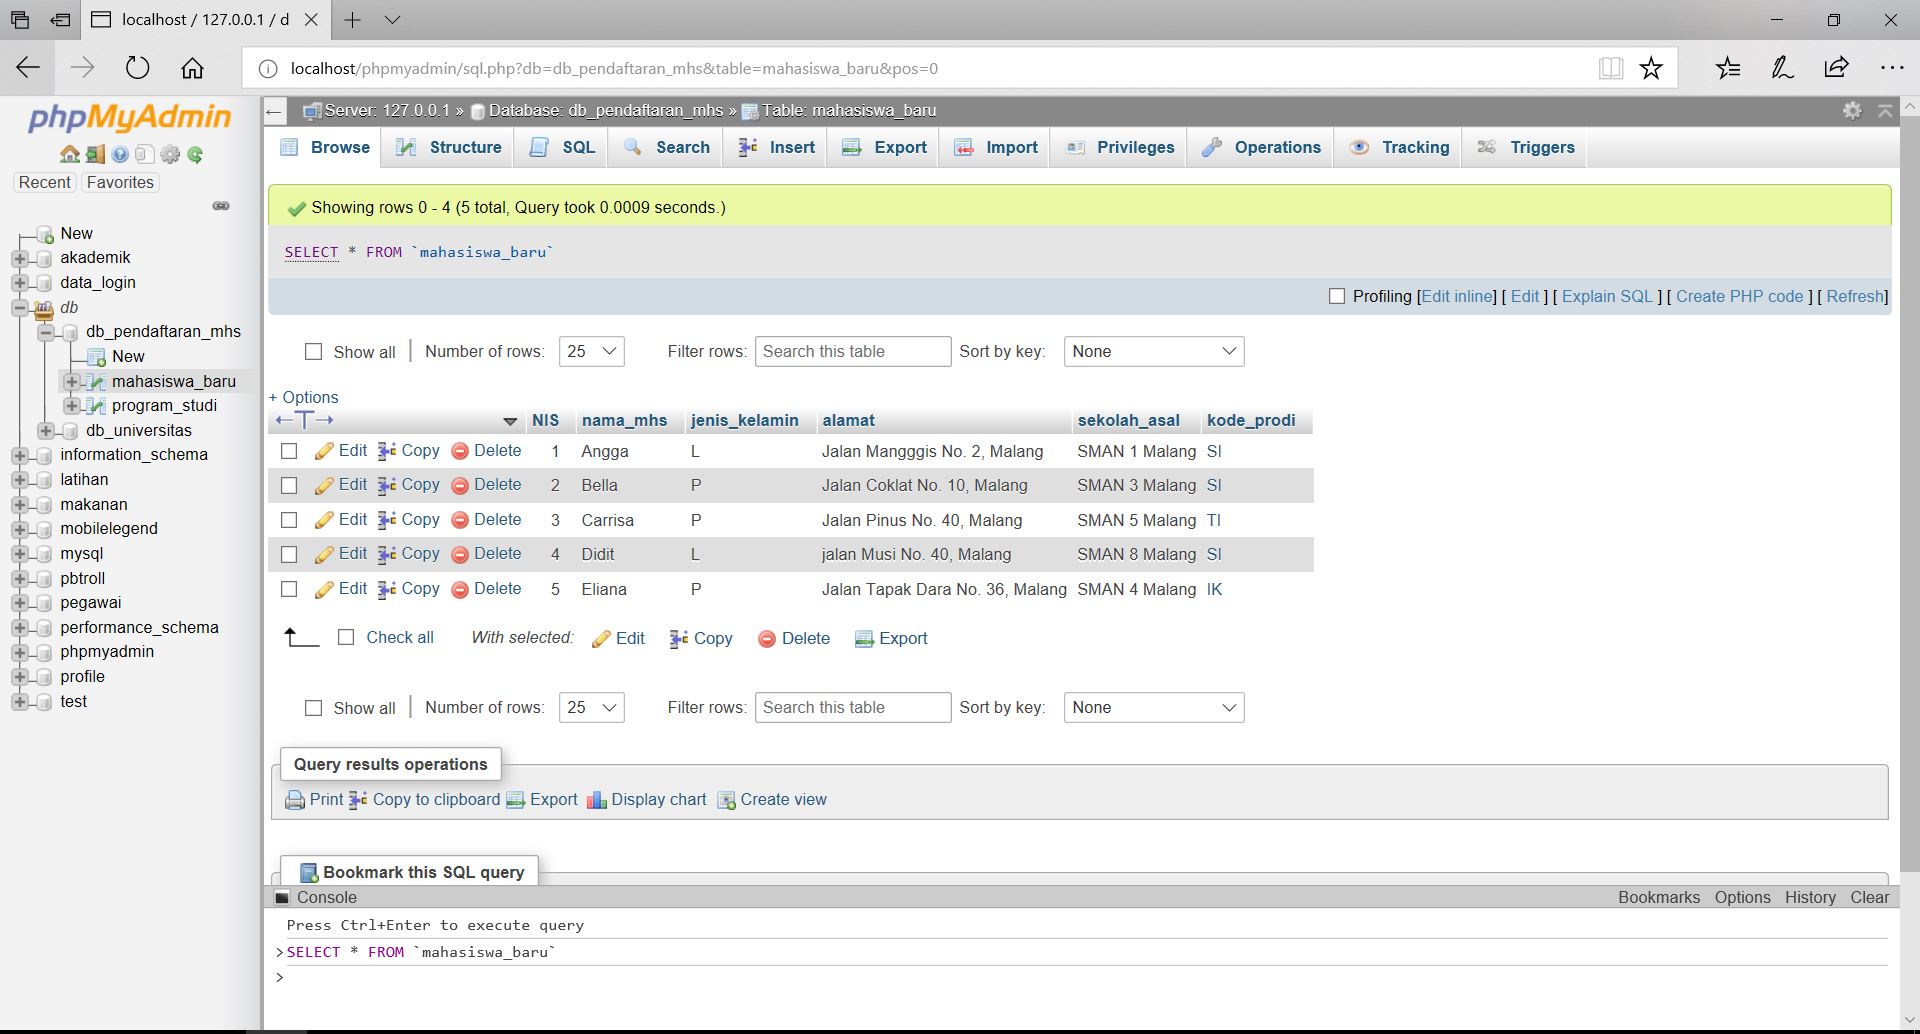 localhost / 127.0.0.1 / d
localhost/phpmyadmin/sql.php?db=db_pendaftaran_mhs&table=mahasiswa_baru&pos=0
phpMyAdmin
Recent Favorites
New
akademik
data_login
db
db_pendaftaran_mhs
New
mahasiswa_baru
program_studi
db_universitas
information_schema
latihan
makanan
mobilelegend
mysql
pbtroll
pegawai
performance_schema
phpmyadmin
profile
test
Server: 127.0.0.1 » Database: db_pendaftaran_mhs » Table: mahasiswa_baru
Browse Structure SQL Search Insert Export Import Privileges Operations Tracking Triggers
Showing rows 0 - 4 (5 total, Query took 0.0009 seconds.)
SELECT * FROM `mahasiswa_baru`
Profiling [Edit inline] [ Edit ] [ Explain SQL ] [ Create PHP code ] [ Refresh]
Show all | Number of rows: 25 Filter rows: Search this table Sort by key: None
+ Options
←T→ NIS nama_mhs jenis_kelamin alamat sekolah_asal kode_prodi
Edit Copy Delete 1 Angga L Jalan Mangggis No. 2, Malang SMAN 1 Malang SI
Edit Copy Delete 2 Bella P Jalan Coklat No. 10, Malang SMAN 3 Malang SI
Edit Copy Delete 3 Carrisa P Jalan Pinus No. 40, Malang SMAN 5 Malang TI
Edit Copy Delete 4 Didit L jalan Musi No. 40, Malang SMAN 8 Malang SI
Edit Copy Delete 5 Eliana P Jalan Tapak Dara No. 36, Malang SMAN 4 Malang IK
Check all With selected: Edit Copy Delete Export
Show all | Number of rows: 25 Filter rows: Search this table Sort by key: None
Query results operations
Print Copy to clipboard Export Display chart Create view
Bookmark this SQL query
Console Bookmarks Options History Clear
Press Ctrl+Enter to execute query
>SELECT * FROM `mahasiswa_baru`
>